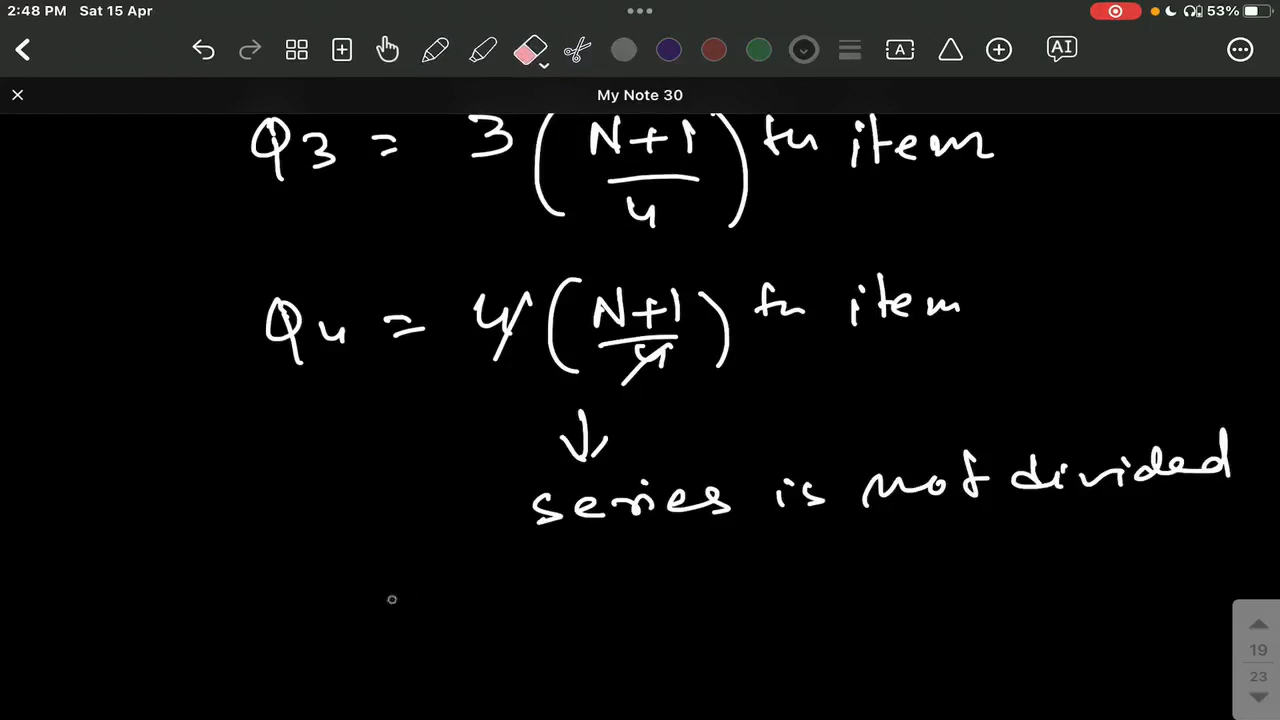 2:48 PM Sat 15 Apr
53%
A
AI
My Note 30
Q3 = 3 (N+1/4) th item
Q4 = 4 (N+1/4) th item
↓
series is not divided
19
23